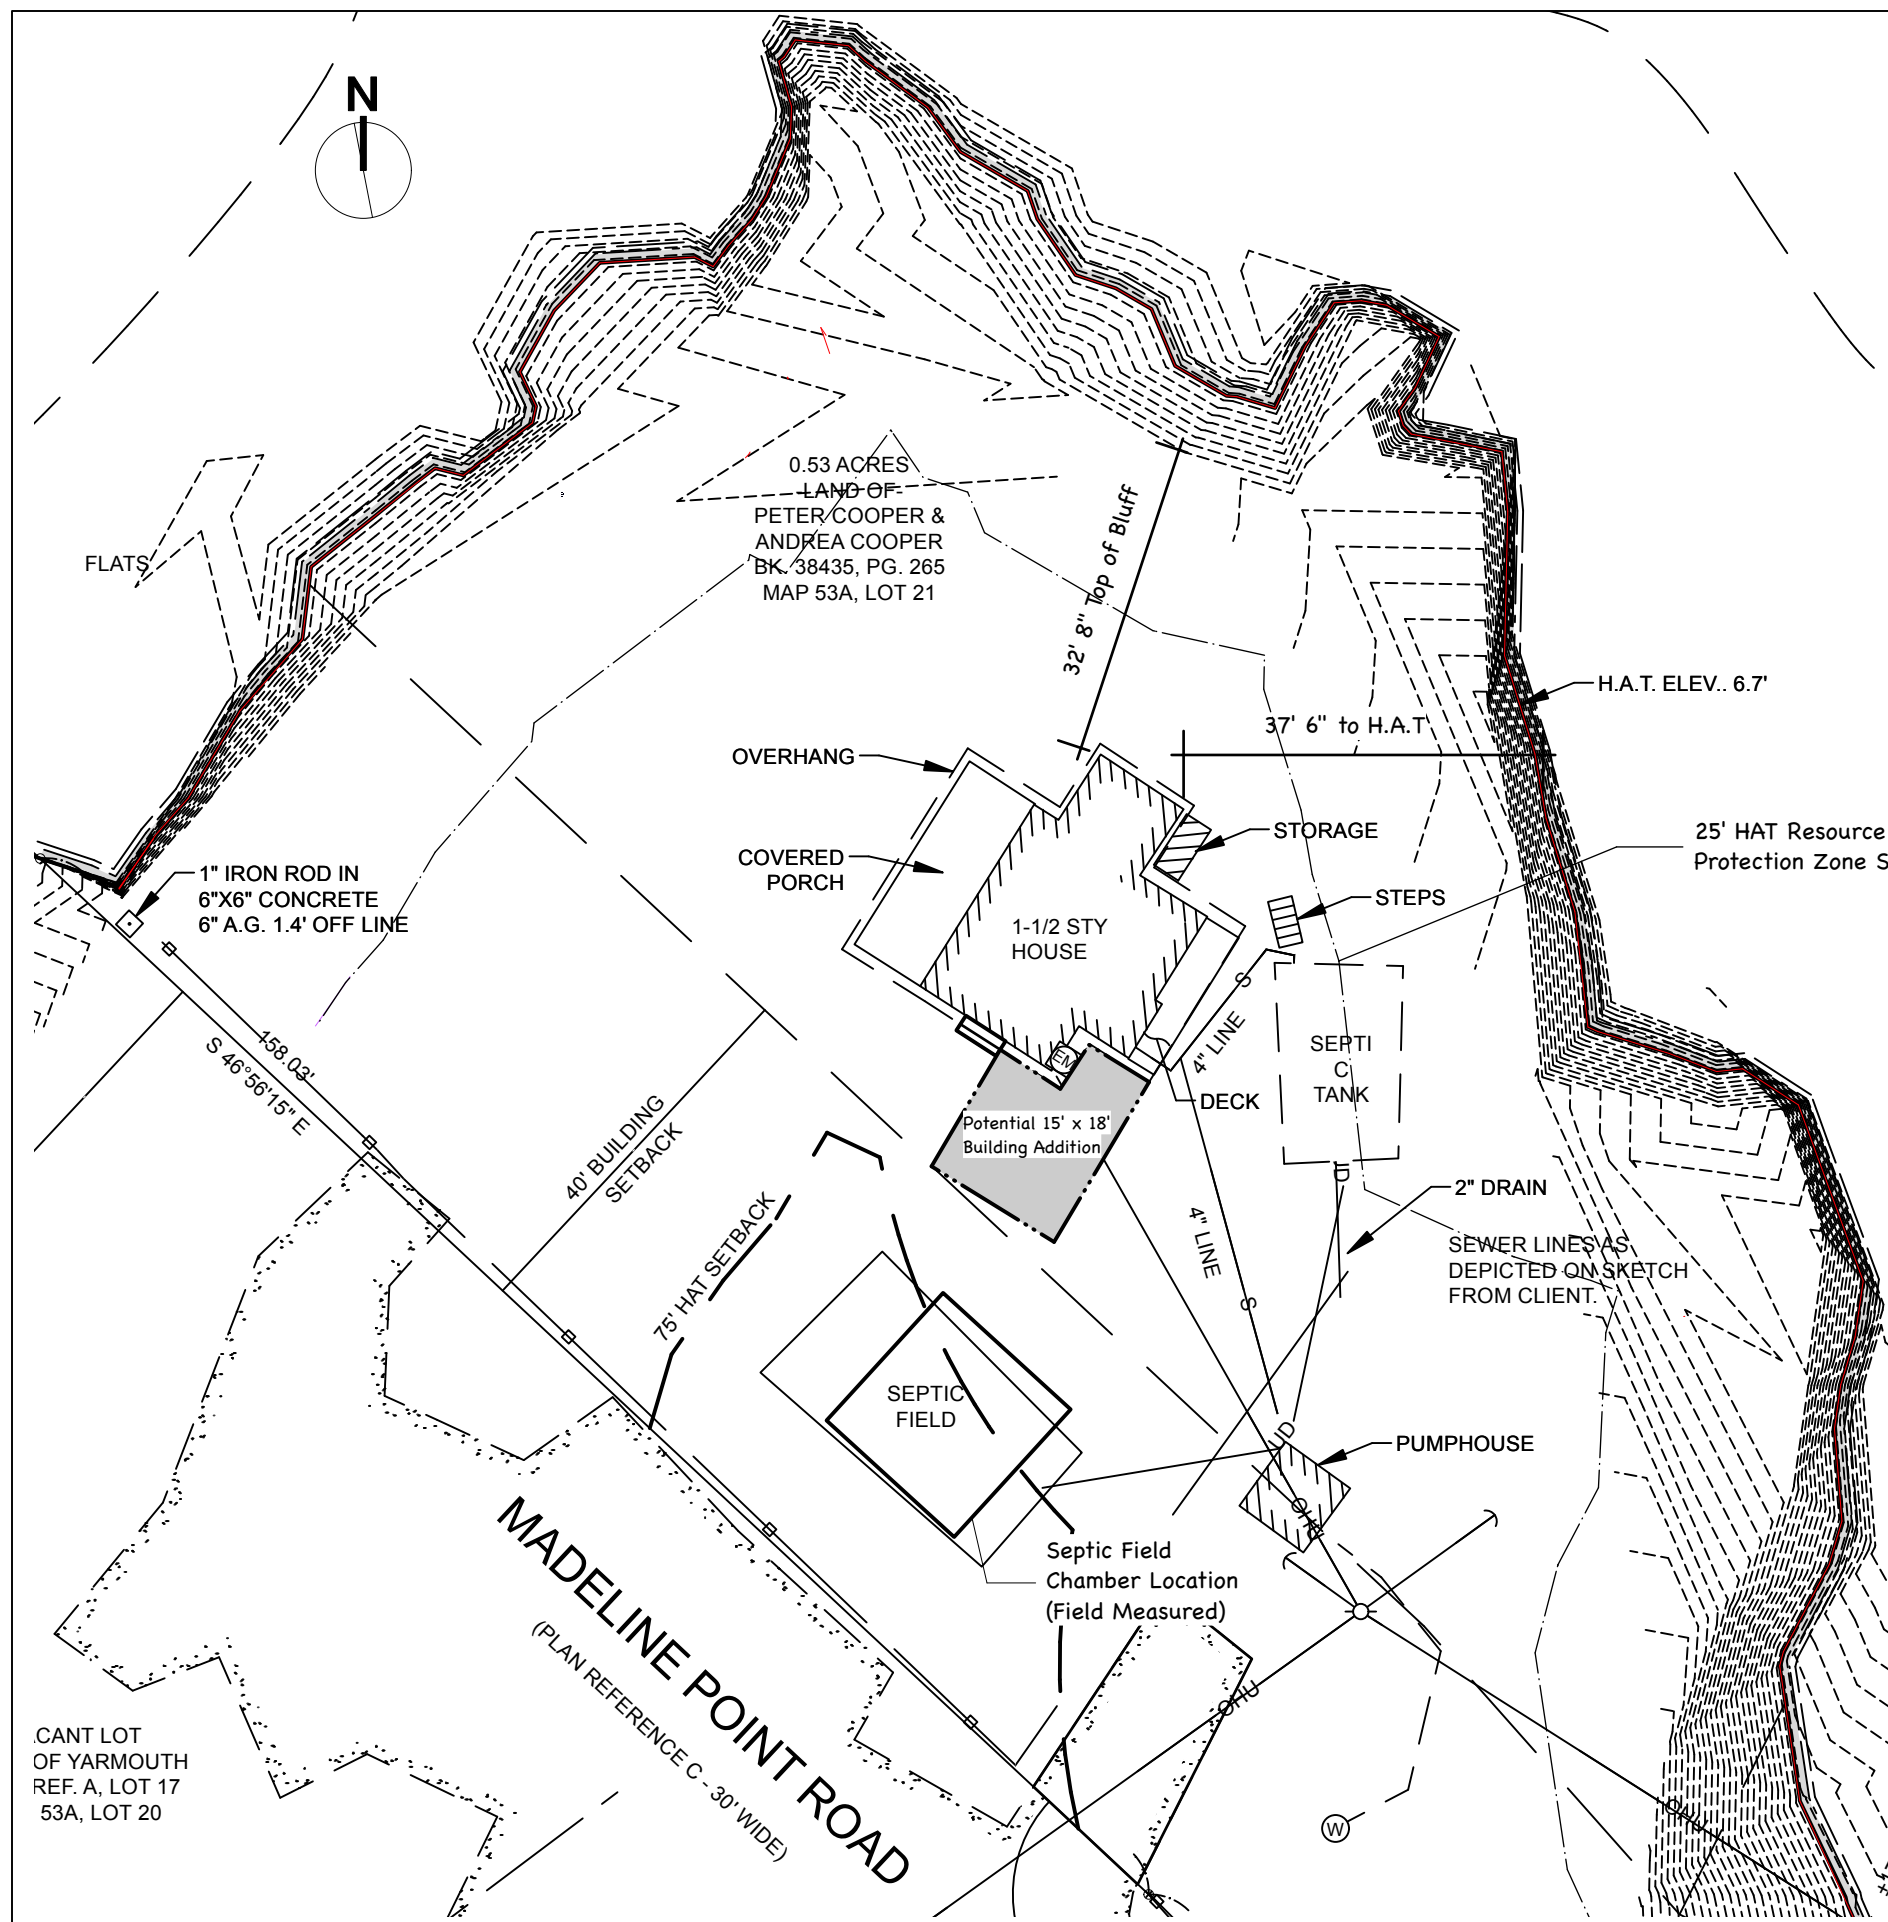 N
0.53 ACRES
LAND OF
PETER COOPER &
ANDREA COOPER
BK. 38435, PG. 265
MAP 53A, LOT 21
FLATS
32' 8" Top of Bluff
H.A.T. ELEV.. 6.7'
37' 6" to H.A.T
OVERHANG
STORAGE
25' HAT Resource
Protection Zone S
COVERED
PORCH
1" IRON ROD IN
6"X6" CONCRETE
6" A.G. 1.4' OFF LINE
STEPS
1-1/2 STY
HOUSE
S
4" LINE
158.03'
S 46°56'15" E
EM
SEPTI
C
TANK
DECK
Potential 15' x 18'
Building Addition
40' BUILDING
SETBACK
UD
2" DRAIN
75' HAT SETBACK
4" LINE
S
SEWER LINES AS
DEPICTED ON SKETCH
FROM CLIENT.
SEPTIC
FIELD
UD
PUMPHOUSE
OHU
MADELINE POINT ROAD
(PLAN REFERENCE C - 30' WIDE)
Septic Field
Chamber Location
(Field Measured)
OHU
CANT LOT
OF YARMOUTH
REF. A, LOT 17
53A, LOT 20
OHU
W